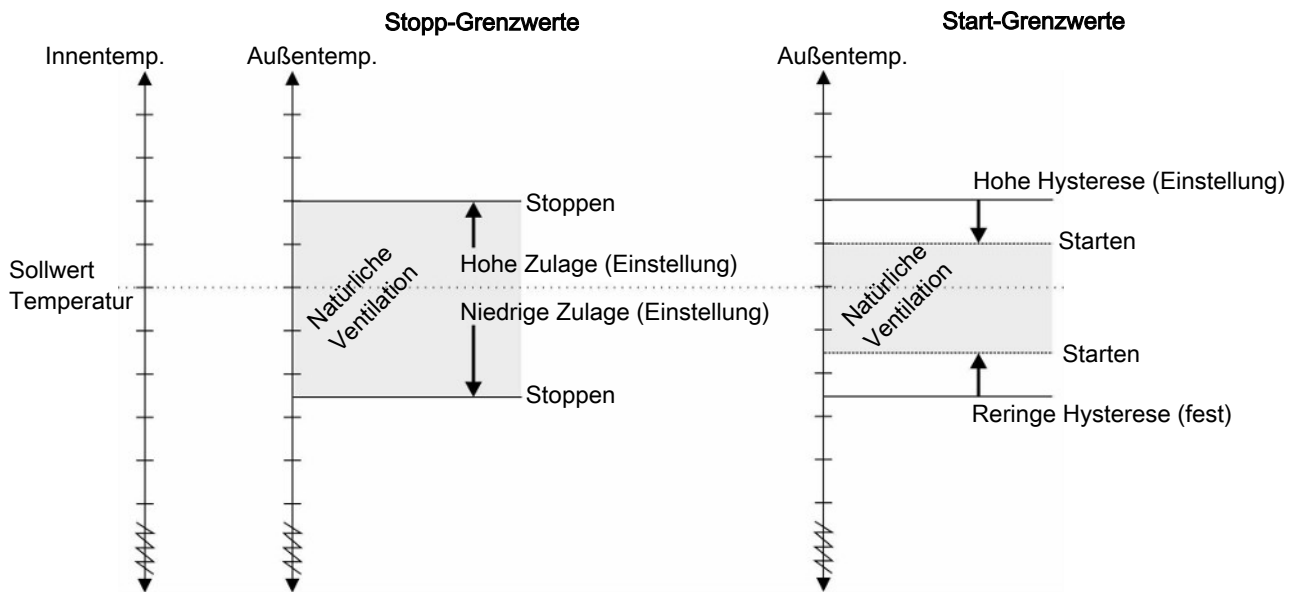 Stopp-Grenzwerte
Start-Grenzwerte
Innentemp.
Außentemp.
Außentemp.
Stoppen
Hohe Zulage (Einstellung)
Sollwert
Temperatur
Natürliche
Ventilation
Niedrige Zulage (Einstellung)
Stoppen
Hohe Hysterese (Einstellung)
Starten
Natürliche
Ventilation
Starten
Reringe Hysterese (fest)